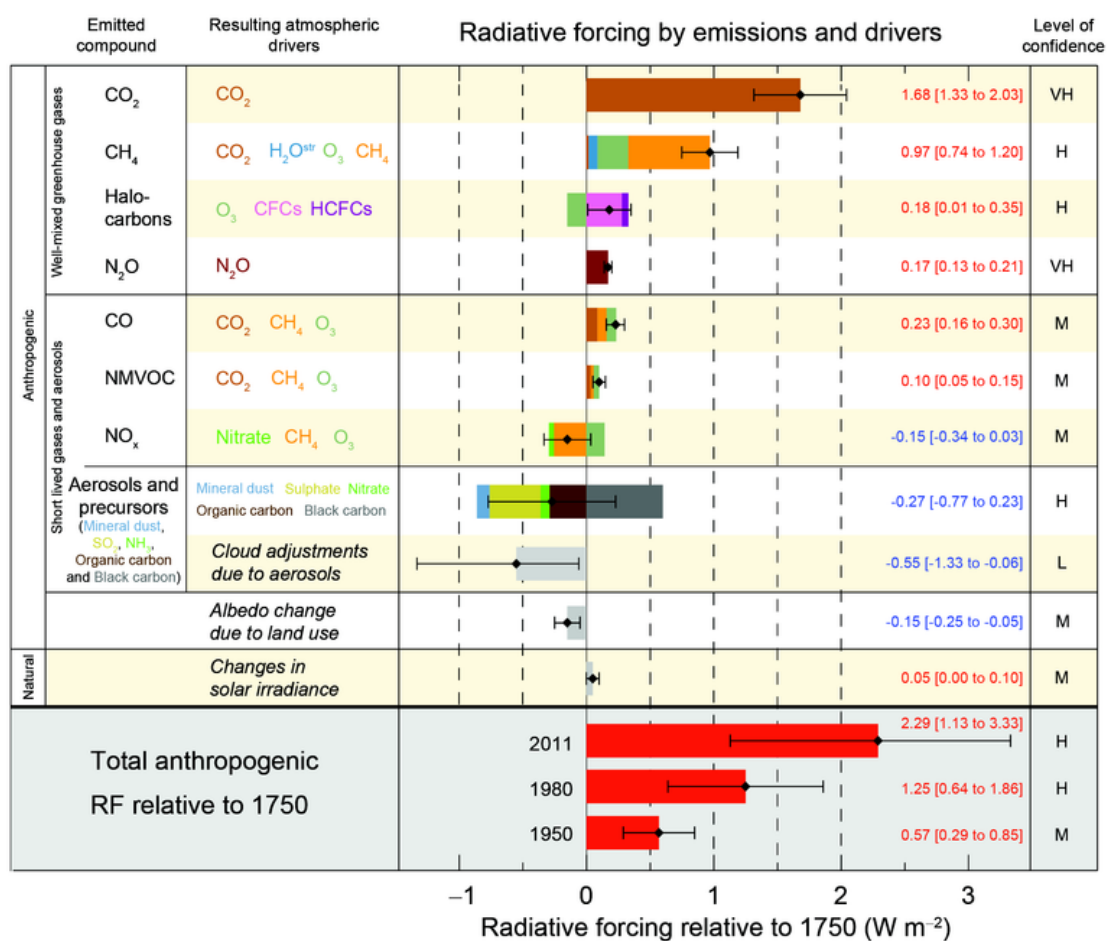 Emitted compound
Resulting atmospheric drivers
Radiative forcing by emissions and drivers
Level of confidence
Anthropogenic
Well-mixed greenhouse gases
CO₂
CO₂
1.68 [1.33 to 2.03]
VH
CH₄
CO₂ H₂Oˢᵗʳ O₃ CH₄
0.97 [0.74 to 1.20]
H
Halo-
carbons
O₃ CFCs HCFCs
0.18 [0.01 to 0.35]
H
N₂O
N₂O
0.17 [0.13 to 0.21]
VH
Short lived gases and aerosols
CO
CO₂ CH₄ O₃
0.23 [0.16 to 0.30]
M
NMVOC
CO₂ CH₄ O₃
0.10 [0.05 to 0.15]
M
NOₓ
Nitrate CH₄ O₃
-0.15 [-0.34 to 0.03]
M
Aerosols and
precursors
(Mineral dust,
SO₂, NH₃,
Organic carbon
and Black carbon)
Mineral dust Sulphate Nitrate
Organic carbon Black carbon
-0.27 [-0.77 to 0.23]
H
Cloud adjustments
due to aerosols
-0.55 [-1.33 to -0.06]
L
Albedo change
due to land use
-0.15 [-0.25 to -0.05]
M
Natural
Changes in
solar irradiance
0.05 [0.00 to 0.10]
M
Total anthropogenic
RF relative to 1750
2011
2.29 [1.13 to 3.33]
H
1980
1.25 [0.64 to 1.86]
H
1950
0.57 [0.29 to 0.85]
M
−1 0 1 2 3
Radiative forcing relative to 1750 (W m⁻²)